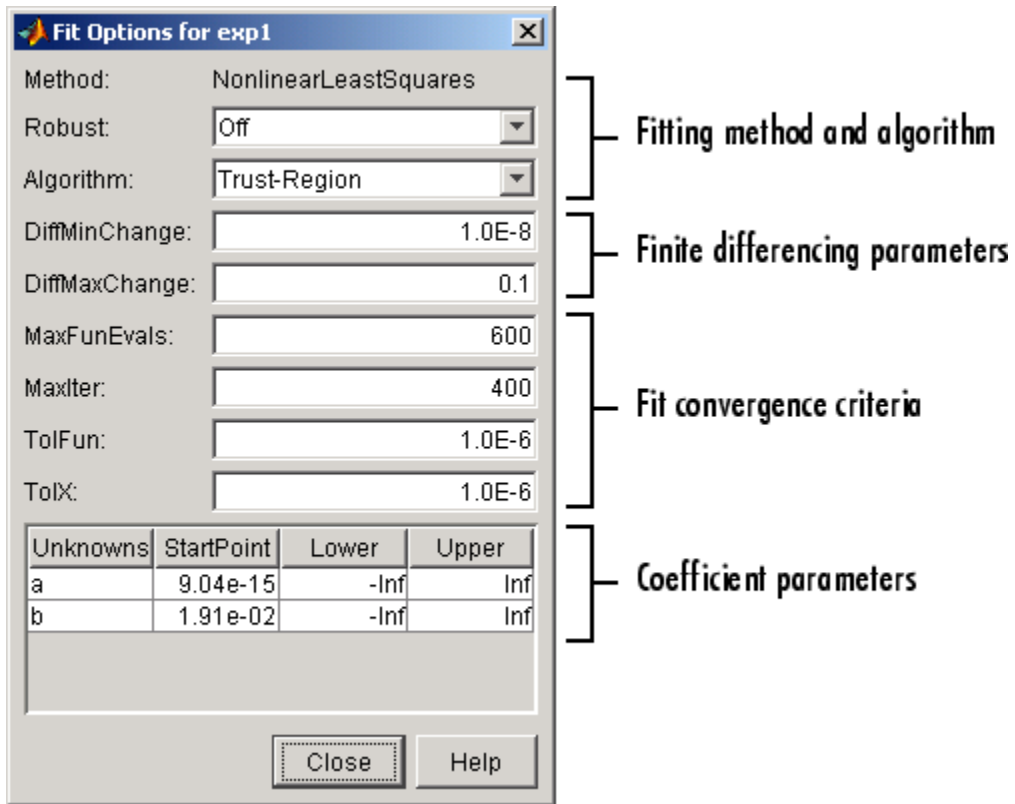 Fit Options for exp1
Method: NonlinearLeastSquares
Robust: Off
Algorithm: Trust-Region
Fitting method and algorithm
DiffMinChange: 1.0E-8
DiffMaxChange: 0.1
Finite differencing parameters
MaxFunEvals: 600
MaxIter: 400
TolFun: 1.0E-6
TolX: 1.0E-6
Fit convergence criteria
Unknowns StartPoint Lower Upper
a 9.04e-15 -Inf Inf
b 1.91e-02 -Inf Inf
Coefficient parameters
Close Help